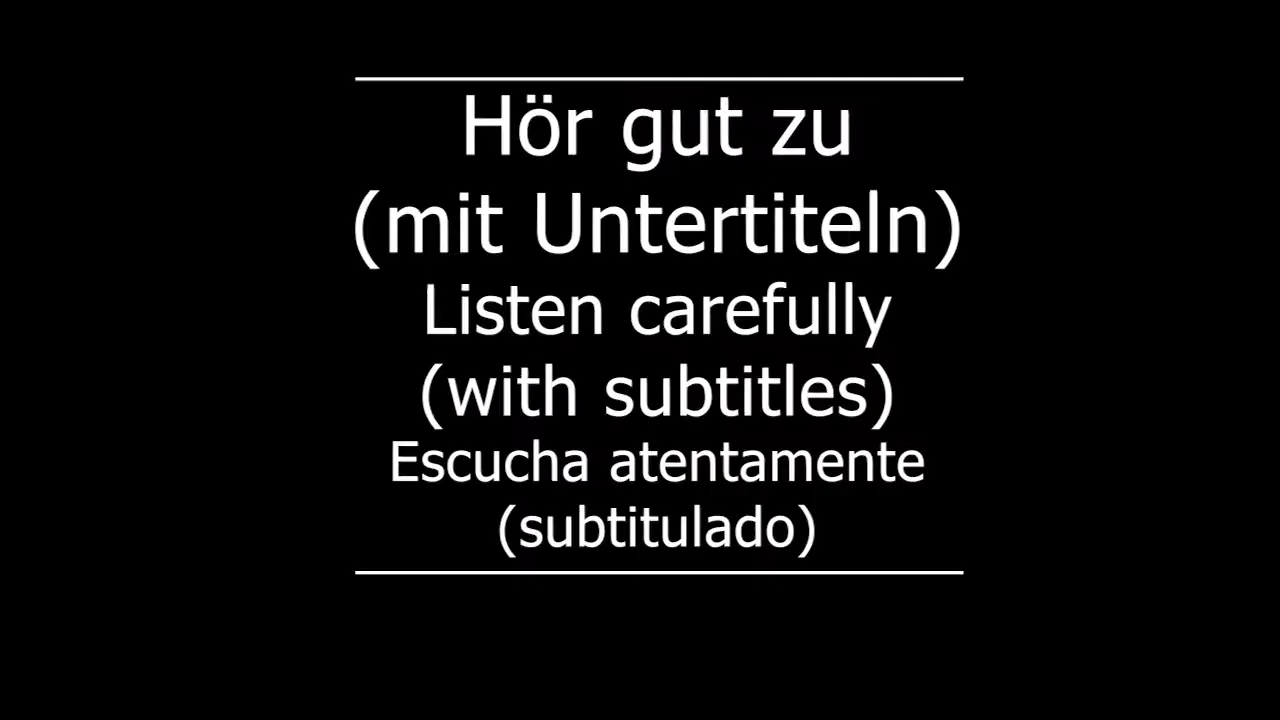 Hör gut zu
(mit Untertiteln)
Listen carefully
(with subtitles)
Escucha atentamente
(subtitulado)